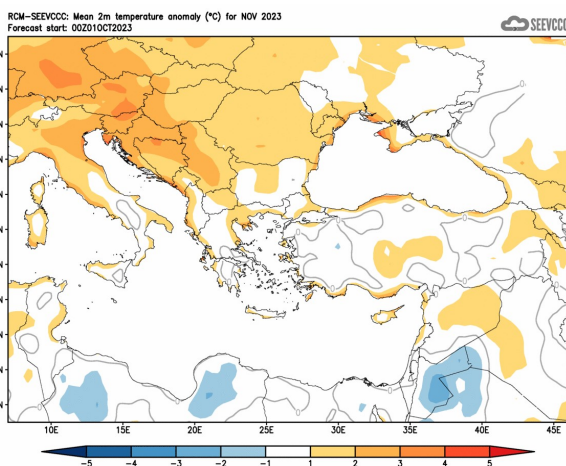 RCM-SEEVCCC: Mean 2m temperature anomaly (°C) for NOV 2023
Forecast start: 00Z01OCT2023
SEEVCCC
N
N
N
N
N
N
N
N
N
N
N
0
0
0
0
0
0
0
10E 15E 20E 25E 30E 35E 40E 45E
-5 -4 -3 -2 -1 1 2 3 4 5